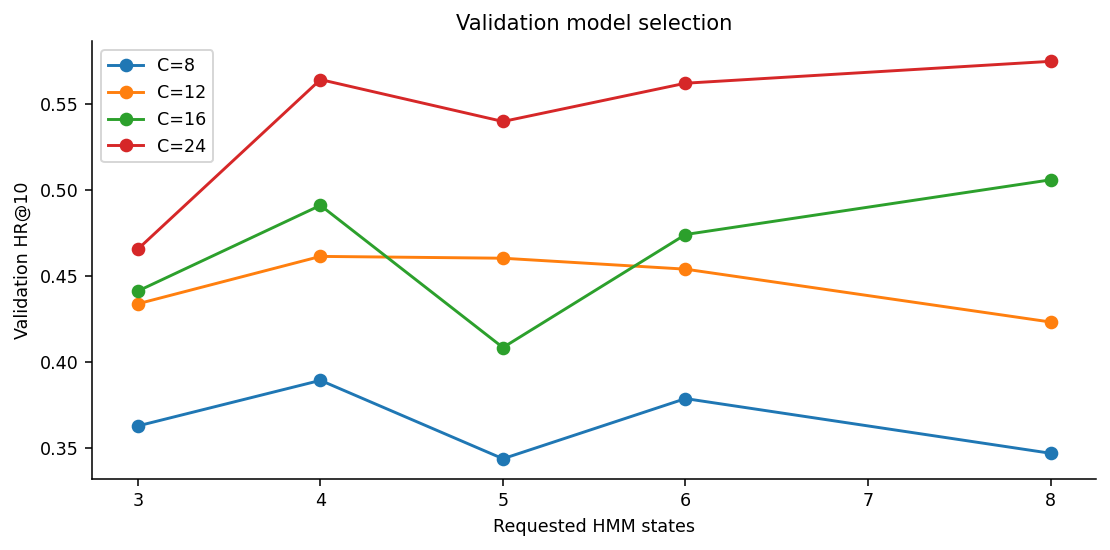 Validation model selection
C=8
C=12
C=16
C=24
Validation HR@10
0.55
0.50
0.45
0.40
0.35
3 4 5 6 7 8
Requested HMM states